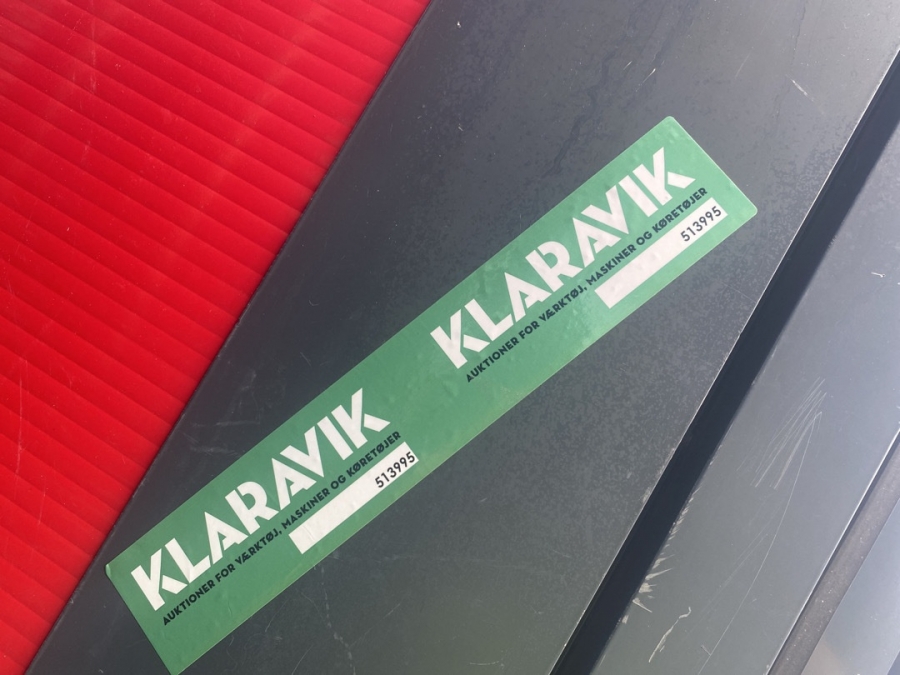 KLARAVIK
AUKTIONER FOR VÆRKTØJ, MASKINER OG KØRETØJER
513995
KLARAVIK
AUKTIONER FOR VÆRKTØJ, MASKINER OG KØRETØJER
513995